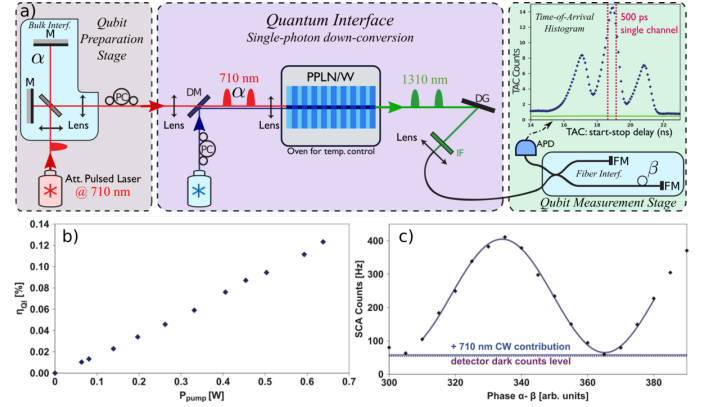 a)
Qubit
Preparation
Stage
Bulk Interf.
M
α
M
PC
Lens
Att. Pulsed Laser
@ 710 nm
Quantum Interface
Single-photon down-conversion
DM
710 nm
α
Lens
Lens
PC
PPLN/W
Oven for temp. control
1310 nm
DG
Lens
IF
Time-of-Arrival
Histogram
500 ps
single channel
TAC Counts
14
16
18
20
22
TAC: start-stop delay (ns)
APD
FM
β
Fiber Interf.
FM
Qubit Measurement Stage
b)
0.14
0.12
0.10
0.08
0.06
0.04
0.02
0.00
η_QI [%]
0
0.1
0.2
0.3
0.4
0.5
0.6
0.7
P_pump [W]
c)
400
300
200
100
0
SCA Counts [Hz]
+ 710 nm CW contribution
detector dark counts level
300
320
340
360
380
Phase α- β [arb. units]